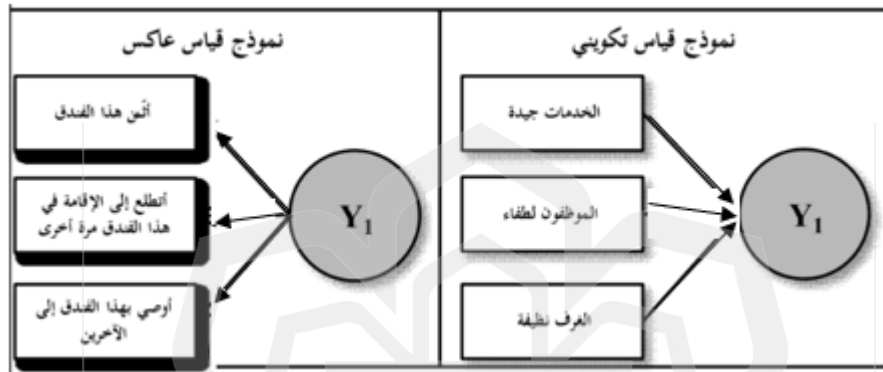 نموذج قياس تكويني
الخدمات جيدة
الموظفون لطفاء
الغرف نظيفة
Y1
نموذج قياس عاكس
أثمن هذا الفندق
أتطلع إلى الإقامة في
هذا الفندق مرة أخرى
أوصي بهذا الفندق إلى
الآخرين
Y1